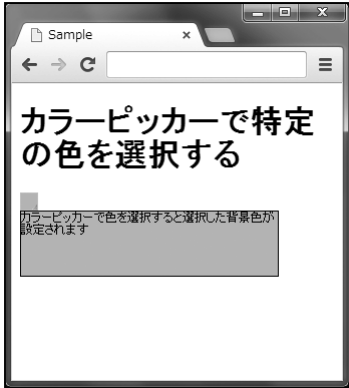 Sample
カラーピッカーで特定
の色を選択する
カラーピッカーで色を選択すると選択した背景色が
設定されます